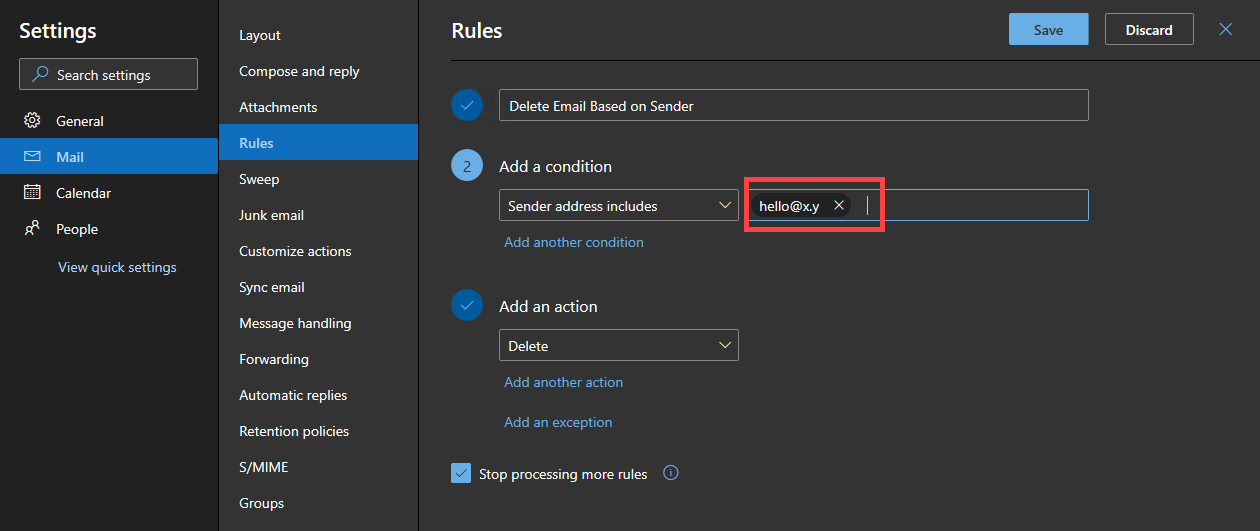 Settings
Search settings
General
Mail
Calendar
People
View quick settings
Layout
Compose and reply
Attachments
Rules
Sweep
Junk email
Customize actions
Sync email
Message handling
Forwarding
Automatic replies
Retention policies
S/MIME
Groups
Rules
Save
Discard
Delete Email Based on Sender
2
Add a condition
Sender address includes
hello@x.y
Add another condition
Add an action
Delete
Add another action
Add an exception
Stop processing more rules